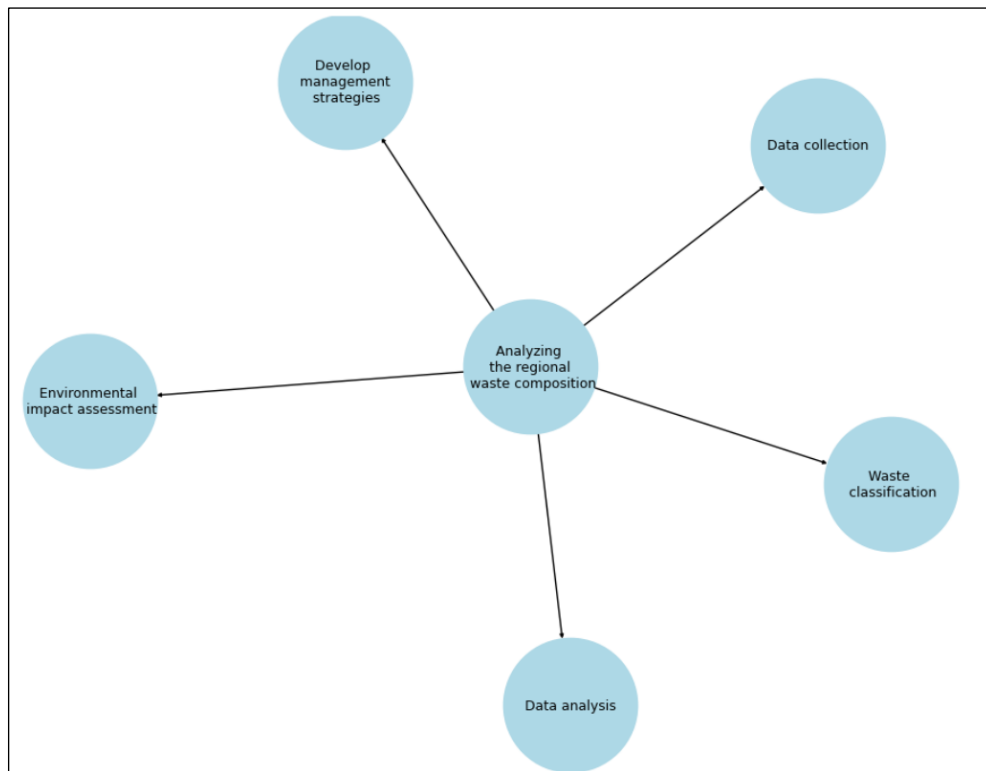 Develop
management
strategies
Data collection
Analyzing
the regional
waste composition
Environmental
impact assessment
Waste
classification
Data analysis